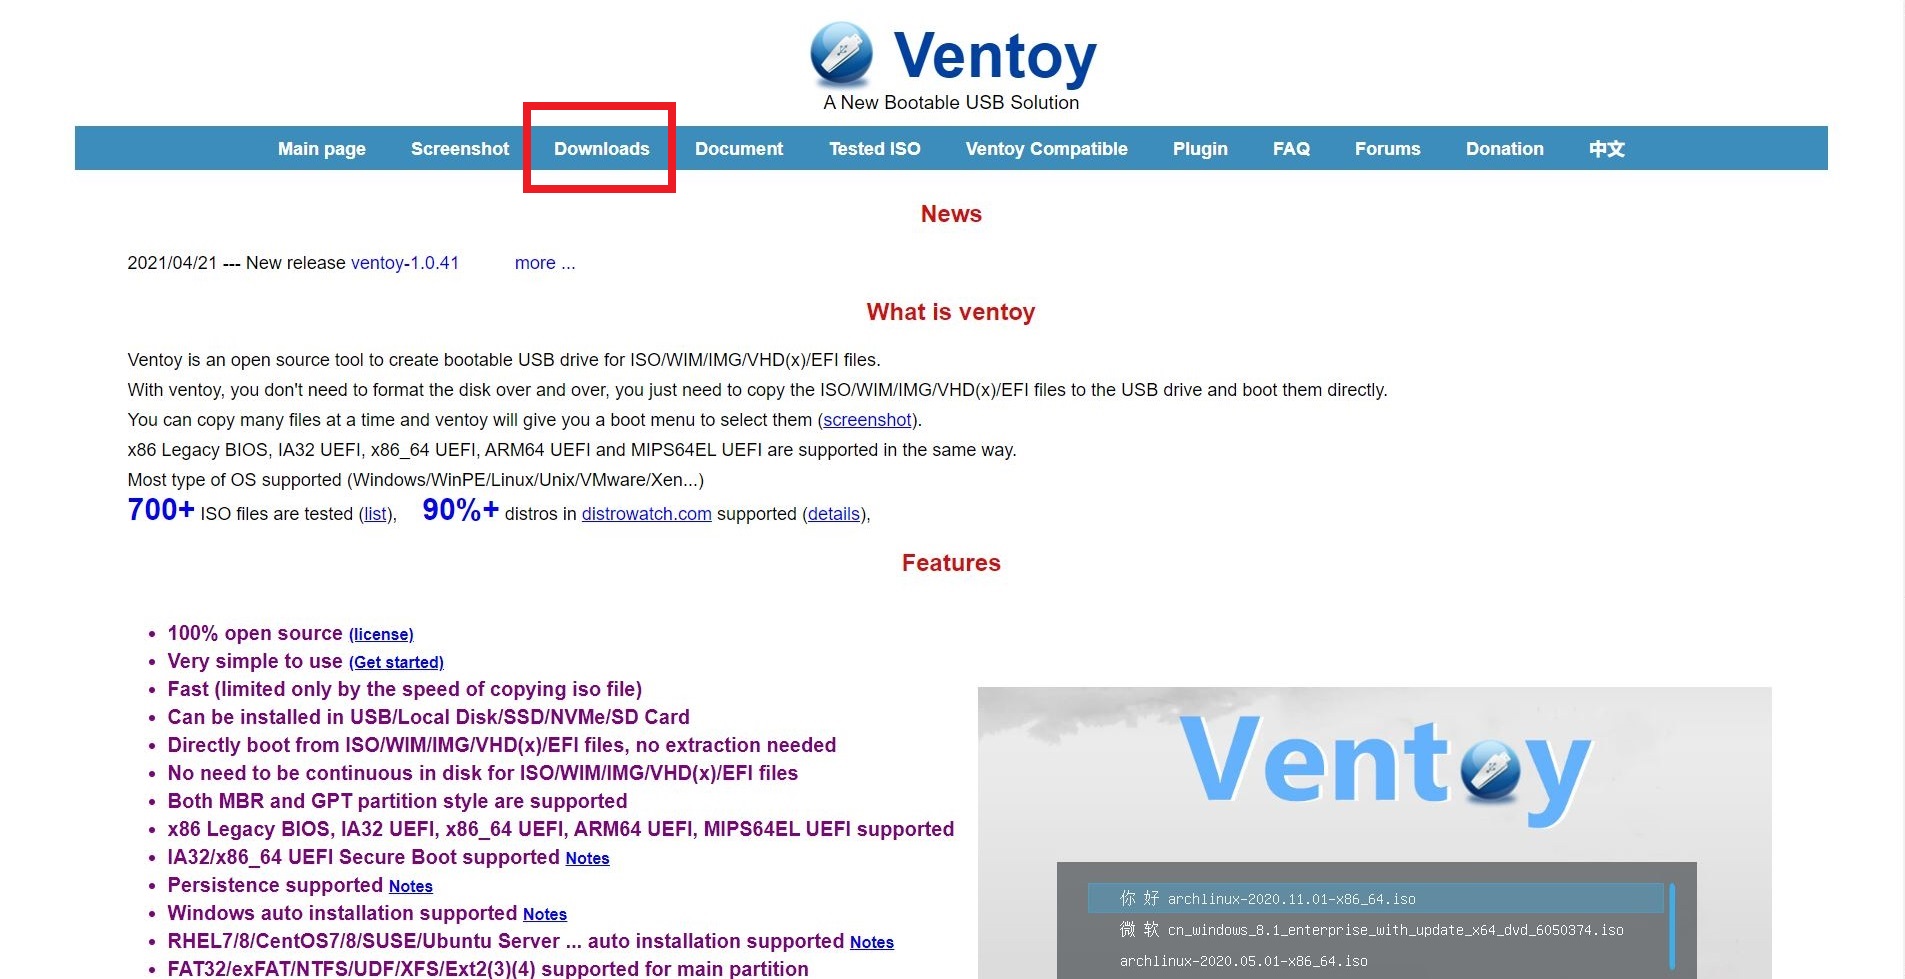 Ventoy
A New Bootable USB Solution
Main page Screenshot Downloads Document Tested ISO Ventoy Compatible Plugin FAQ Forums Donation 中文
News
2021/04/21 --- New release ventoy-1.0.41 more ...
What is ventoy
Ventoy is an open source tool to create bootable USB drive for ISO/WIM/IMG/VHD(x)/EFI files.
With ventoy, you don't need to format the disk over and over, you just need to copy the ISO/WIM/IMG/VHD(x)/EFI files to the USB drive and boot them directly.
You can copy many files at a time and ventoy will give you a boot menu to select them (screenshot).
x86 Legacy BIOS, IA32 UEFI, x86_64 UEFI, ARM64 UEFI and MIPS64EL UEFI are supported in the same way.
Most type of OS supported (Windows/WinPE/Linux/Unix/VMware/Xen...)
700+ ISO files are tested (list), 90%+ distros in distrowatch.com supported (details),
Features
• 100% open source (license)
• Very simple to use (Get started)
• Fast (limited only by the speed of copying iso file)
• Can be installed in USB/Local Disk/SSD/NVMe/SD Card
• Directly boot from ISO/WIM/IMG/VHD(x)/EFI files, no extraction needed
• No need to be continuous in disk for ISO/WIM/IMG/VHD(x)/EFI files
• Both MBR and GPT partition style are supported
• x86 Legacy BIOS, IA32 UEFI, x86_64 UEFI, ARM64 UEFI, MIPS64EL UEFI supported
• IA32/x86_64 UEFI Secure Boot supported Notes
• Persistence supported Notes
• Windows auto installation supported Notes
• RHEL7/8/CentOS7/8/SUSE/Ubuntu Server ... auto installation supported Notes
• FAT32/exFAT/NTFS/UDF/XFS/Ext2(3)(4) supported for main partition
Ventoy
你好 archlinux-2020.11.01-x86_64.iso
微软 cn_windows_8.1_enterprise_with_update_x64_dvd_6050374.iso
archlinux-2020.05.01-x86_64.iso